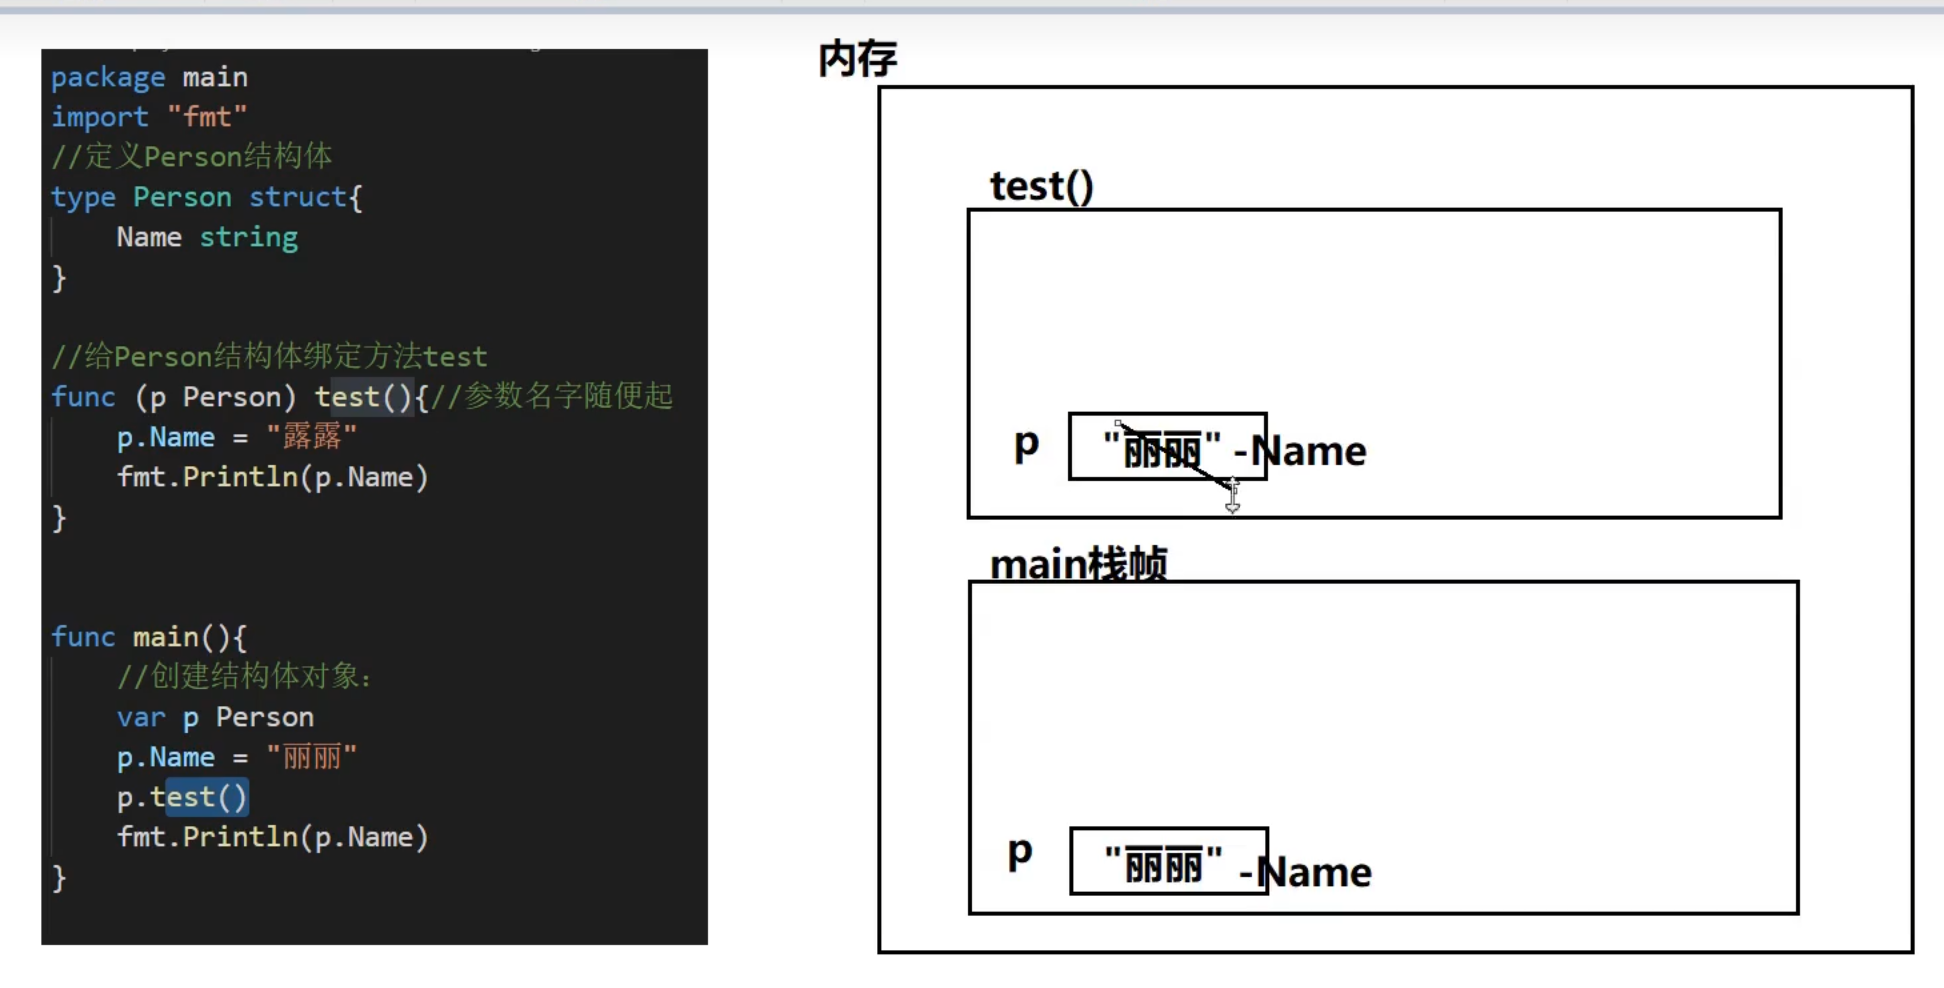 package main
import "fmt"
//定义Person结构体
type Person struct{
Name string
}
//给Person结构体绑定方法test
func (p Person) test(){//参数名字随便起
p.Name = "露露"
fmt.Println(p.Name)
}
func main(){
//创建结构体对象：
var p Person
p.Name = "丽丽"
p.test()
fmt.Println(p.Name)
}
内存
test()
p "丽丽" -Name
main栈帧
p "丽丽" -Name